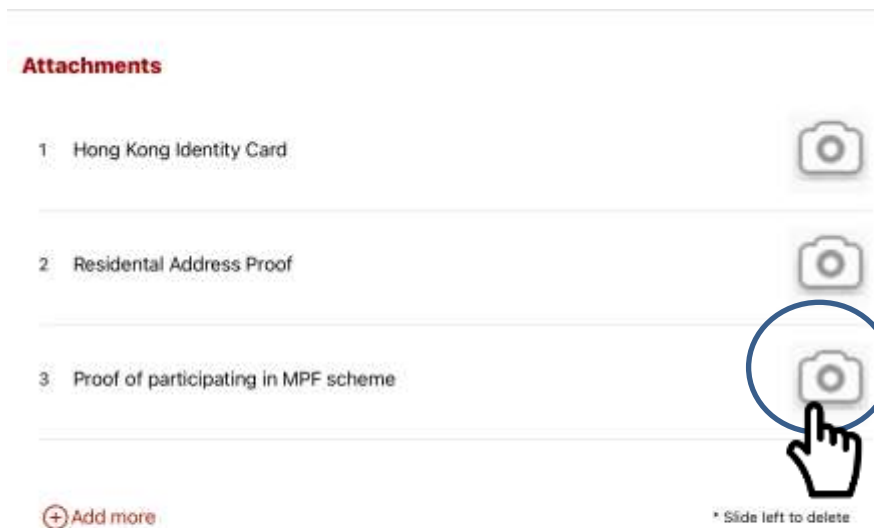 Attachments
1 Hong Kong Identity Card
2 Residental Address Proof
3 Proof of participating in MPF scheme
Add more
* Slide left to delete